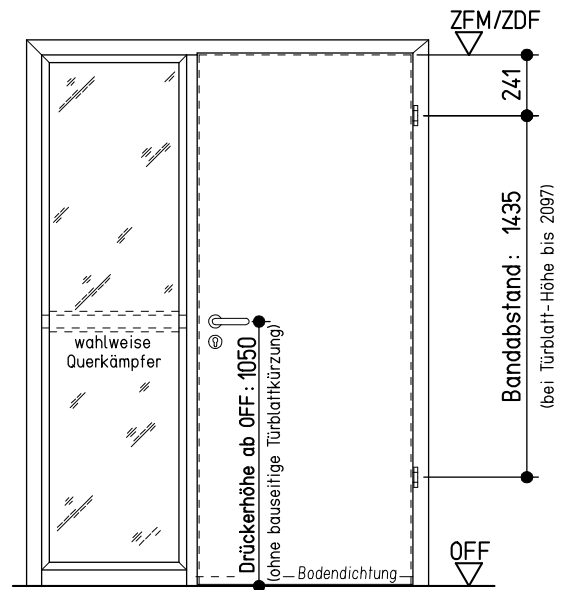 ZFM/ZDF
241
Bandabstand: 1435
(bei Türblatt-Höhe bis 2097)
wahlweise
Querkämpfer
Drückerhöhe ab OFF: 1050
(ohne bauseitige Türblattkürzung)
OFF
Bodendichtung